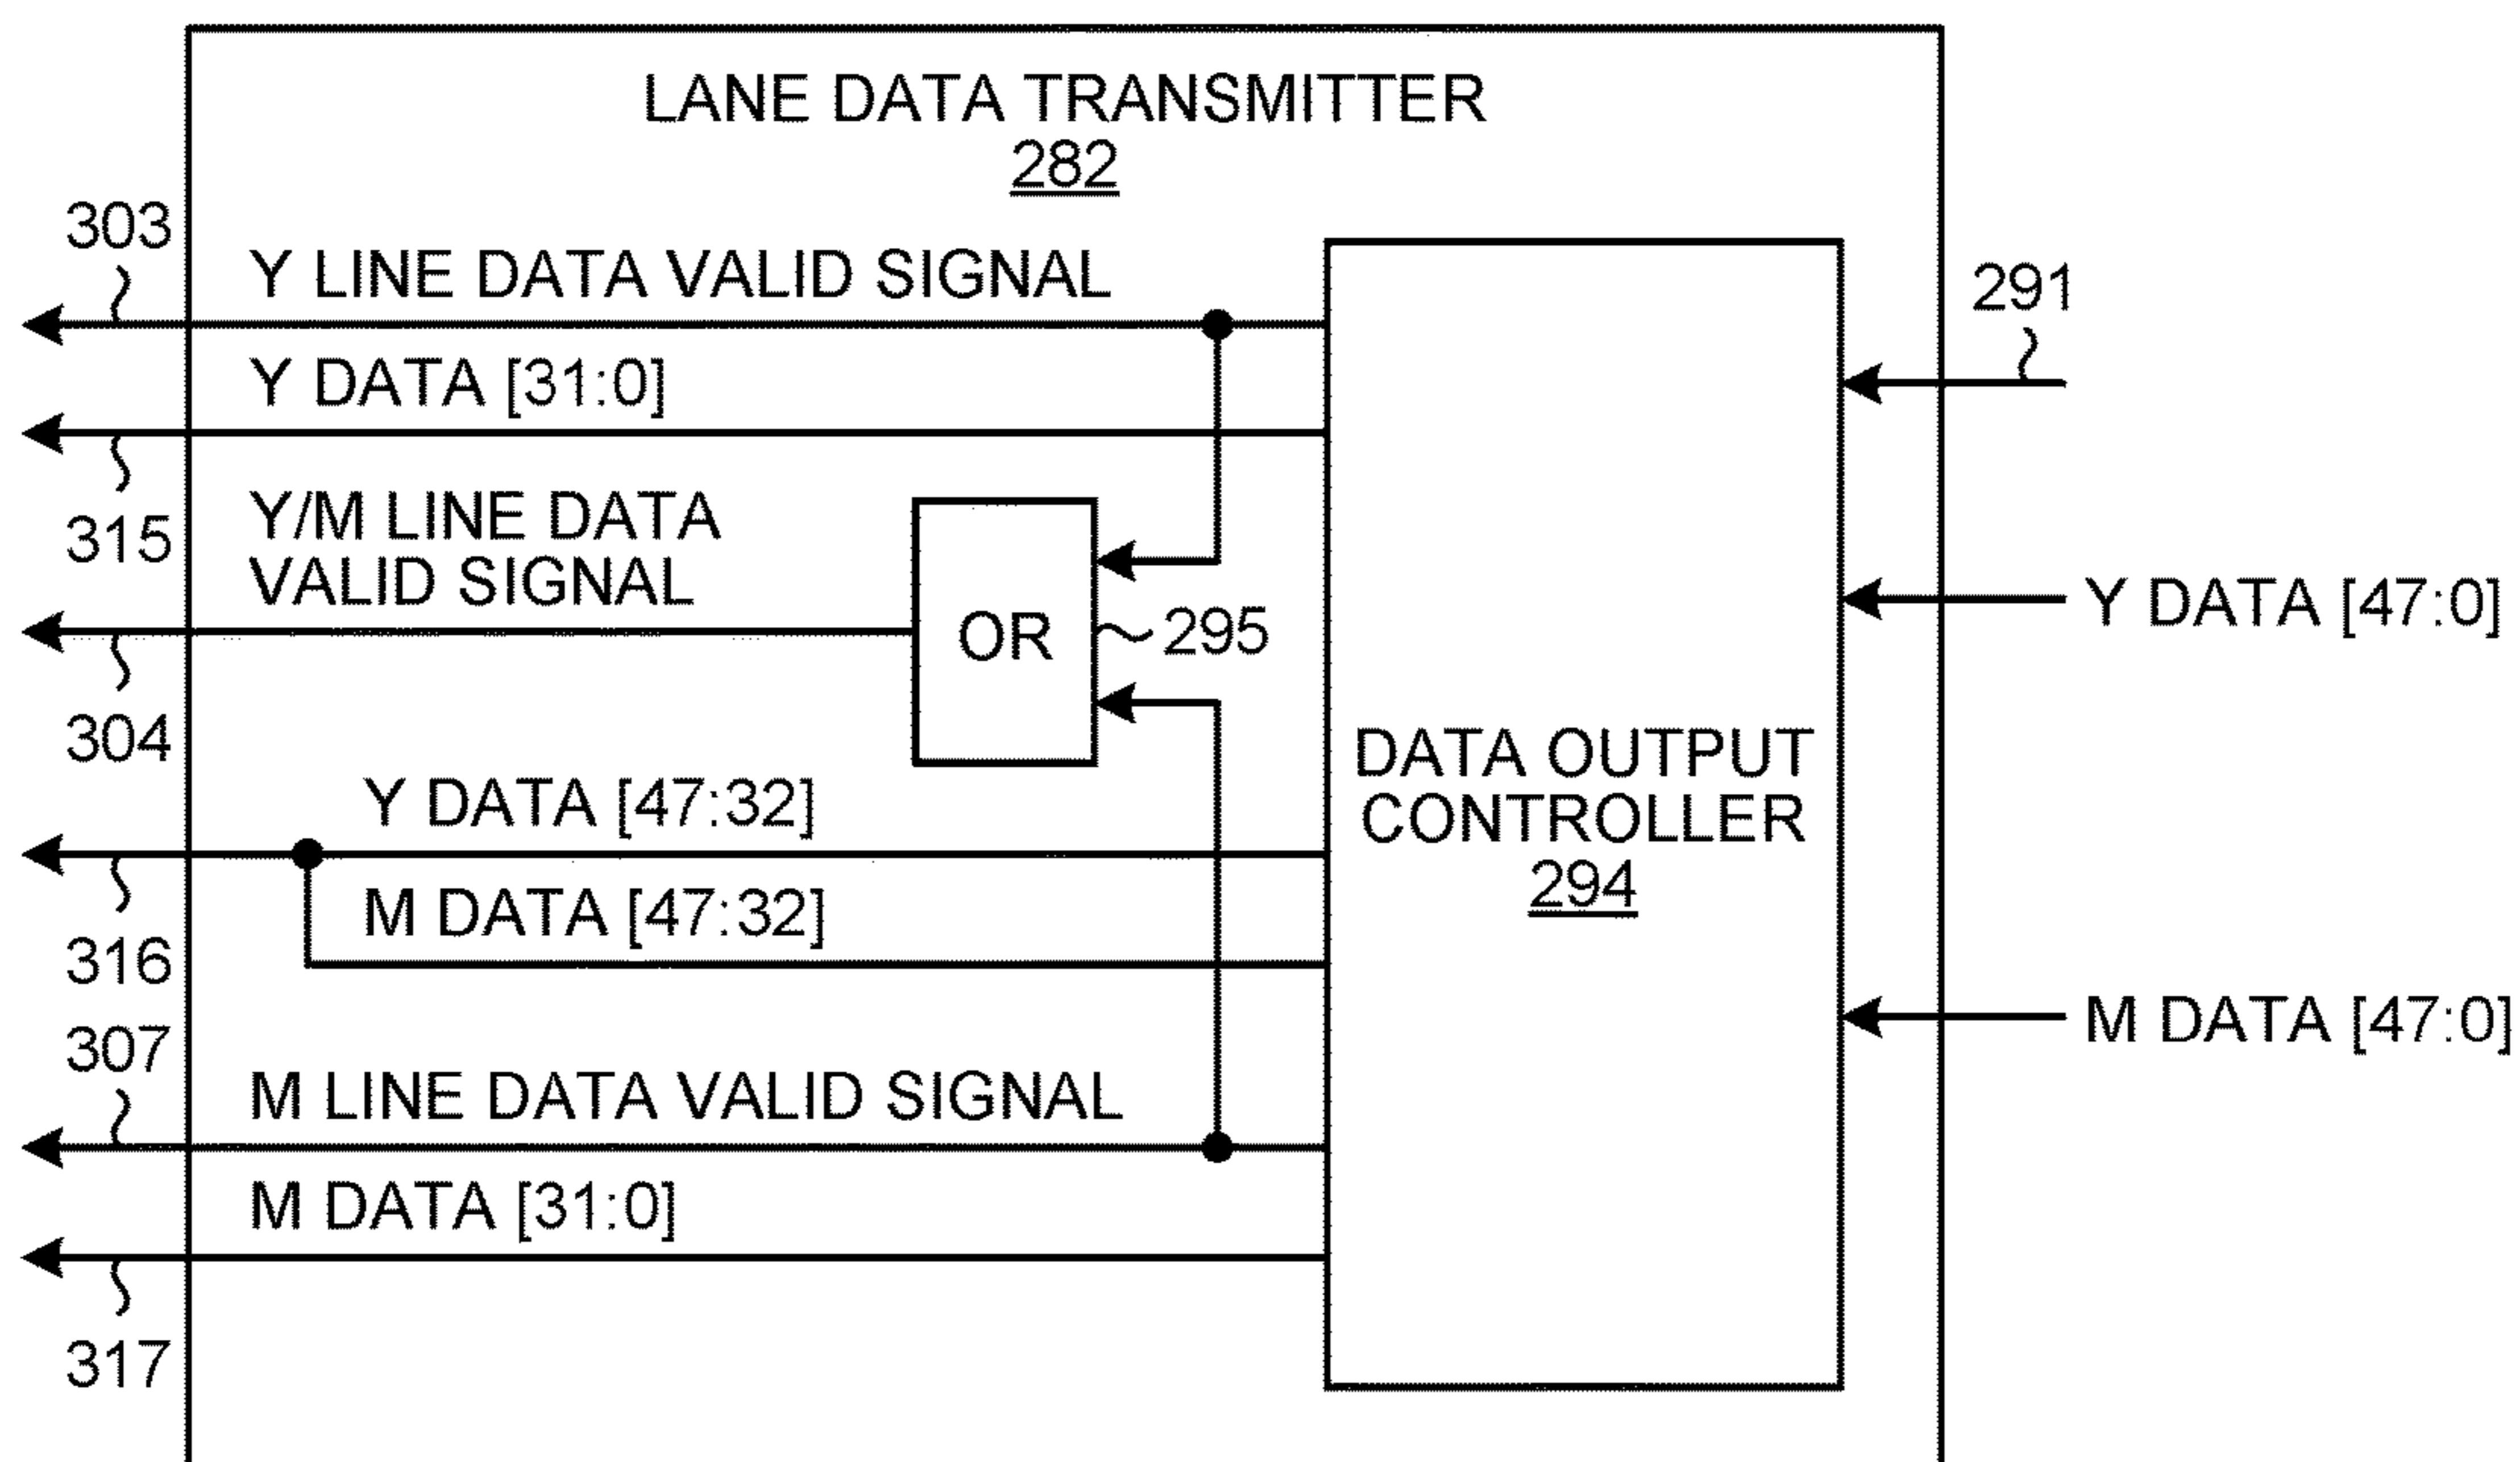 LANE DATA TRANSMITTER
282
303
Y LINE DATA VALID SIGNAL
291
Y DATA [31:0]
315
Y/M LINE DATA
VALID SIGNAL
OR
295
Y DATA [47:0]
304
DATA OUTPUT
CONTROLLER
294
Y DATA [47:32]
M DATA [47:32]
316
M DATA [47:0]
307
M LINE DATA VALID SIGNAL
M DATA [31:0]
317